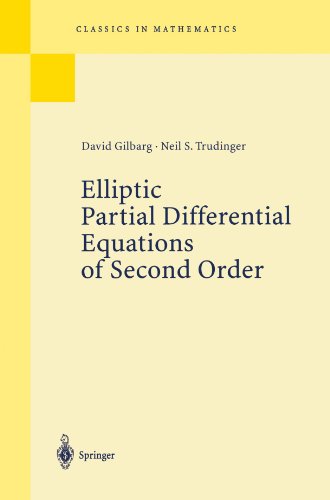 CLASSICS IN MATHEMATICS
David Gilbarg · Neil S. Trudinger
Elliptic
Partial Differential
Equations
of Second Order
Springer